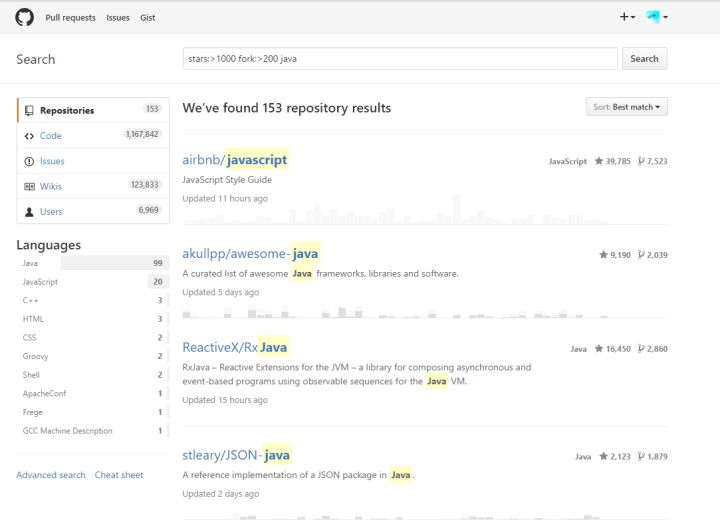 Pull requests Issues Gist
Search
stars:>1000 fork:>200 java
Search
Repositories 153
Code 1,167,842
Issues
Wikis 123,833
Users 6,969
Languages
Java 99
JavaScript 20
C++ 3
HTML 3
CSS 2
Groovy 2
Shell 2
ApacheConf 1
Frege 1
GCC Machine Description 1
Advanced search Cheat sheet
We've found 153 repository results
Sort: Best match
airbnb/javascript
JavaScript 39,785 7,523
JavaScript Style Guide
Updated 11 hours ago
akullpp/awesome-java
9,190 2,039
A curated list of awesome Java frameworks, libraries and software.
Updated 5 days ago
ReactiveX/RxJava
Java 16,450 2,860
RxJava – Reactive Extensions for the JVM – a library for composing asynchronous and
event-based programs using observable sequences for the Java VM.
Updated 15 hours ago
stleary/JSON-java
Java 2,123 1,879
A reference implementation of a JSON package in Java.
Updated 2 days ago